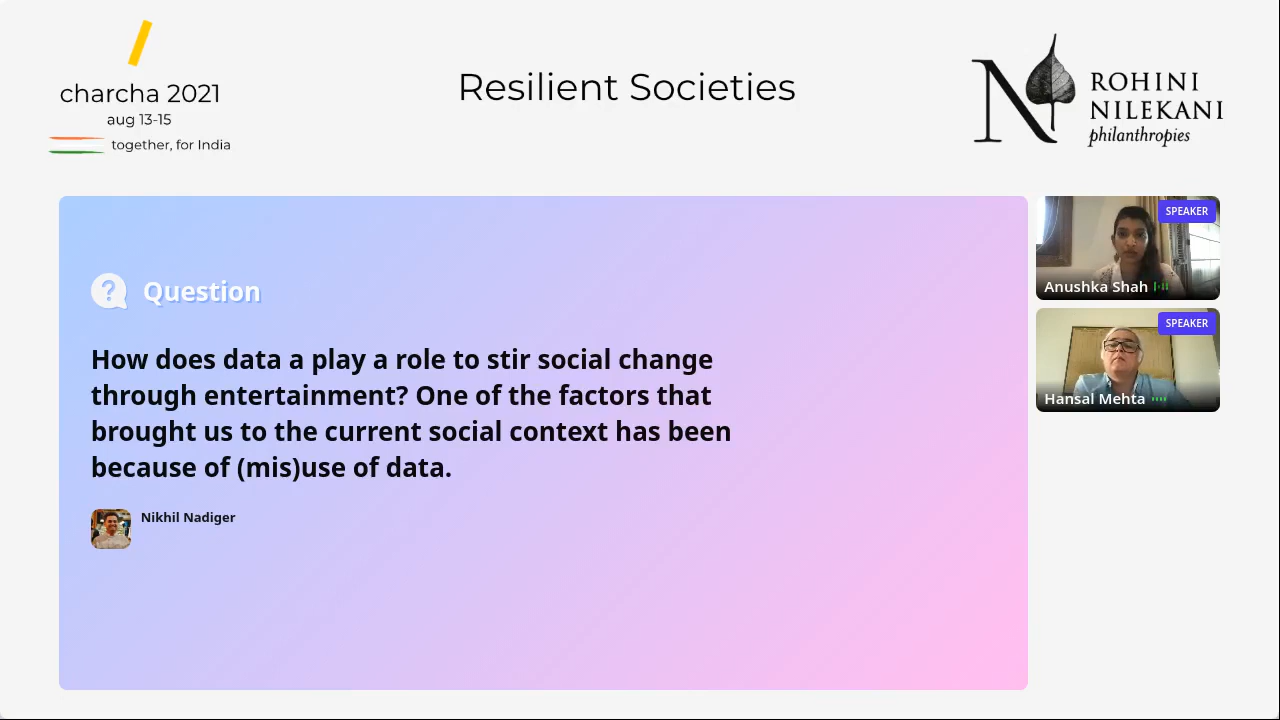 charcha 2021
aug 13-15
together, for India
Resilient Societies
N
ROHINI
NILEKANI
philanthropies
Question
How does data a play a role to stir social change
through entertainment? One of the factors that
brought us to the current social context has been
because of (mis)use of data.
Nikhil Nadiger
SPEAKER
Anushka Shah
SPEAKER
Hansal Mehta